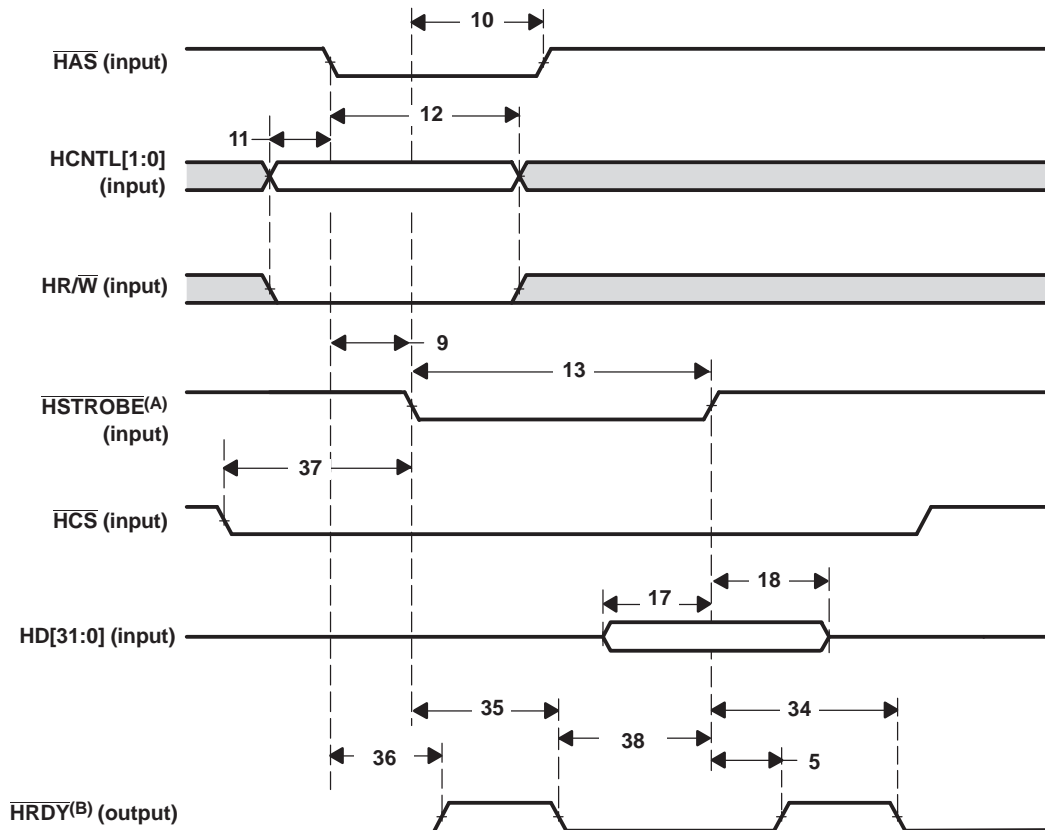 10
HAS (input)
12
11
HCNTL[1:0]
(input)
HR/W (input)
9
13
HSTROBE(A)
(input)
37
HCS (input)
18
17
HD[31:0] (input)
35
34
38
36
5
HRDY(B) (output)